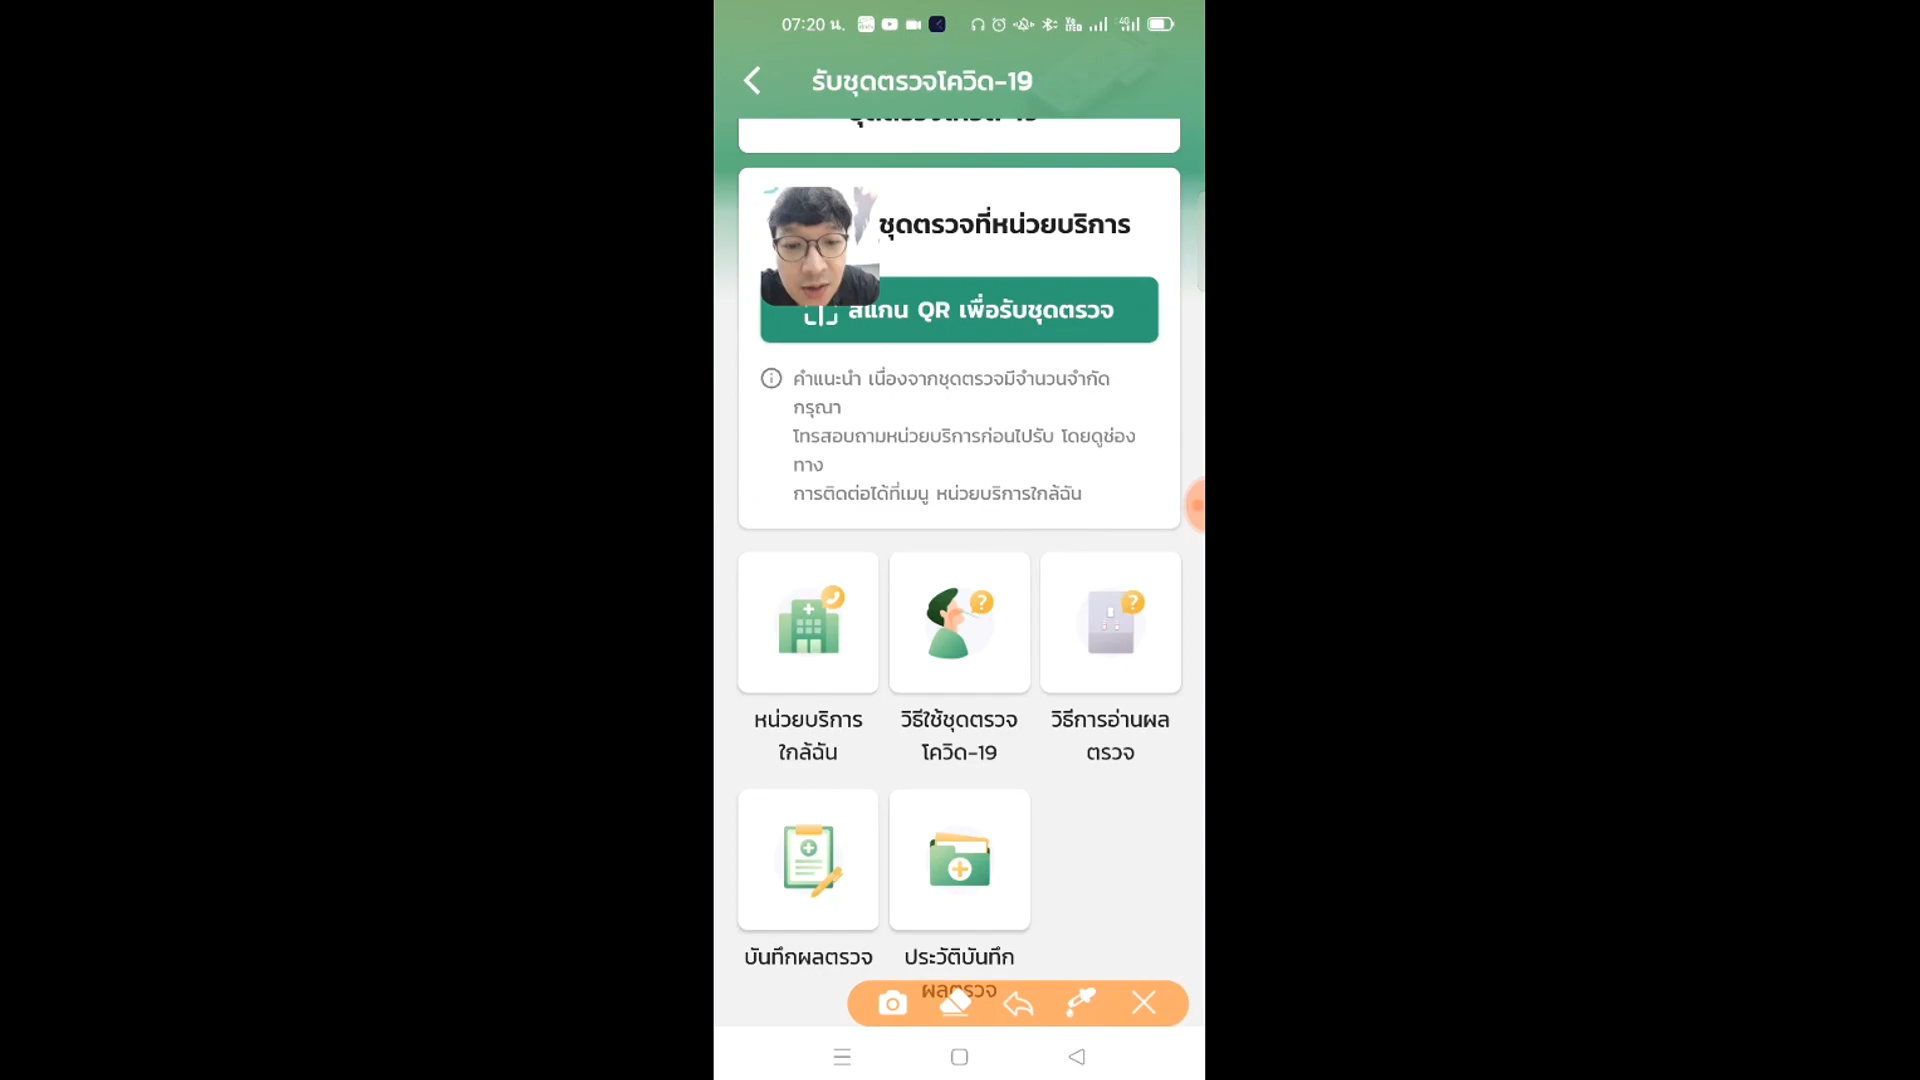 07:20 น.
รับชุดตรวจโควิด-19
ชุดตรวจที่หน่วยบริการ
สแกน QR เพื่อรับชุดตรวจ
คำแนะนำ เนื่องจากชุดตรวจมีจำนวนจำกัด
กรุณา
โทรสอบถามหน่วยบริการก่อนไปรับ โดยดูช่อง
ทาง
การติดต่อได้ที่เมนู หน่วยบริการใกล้ฉัน
หน่วยบริการ
ใกล้ฉัน
วิธีใช้ชุดตรวจ
โควิด-19
วิธีการอ่านผล
ตรวจ
บันทึกผลตรวจ
ประวัติบันทึก
ผลตรวจ